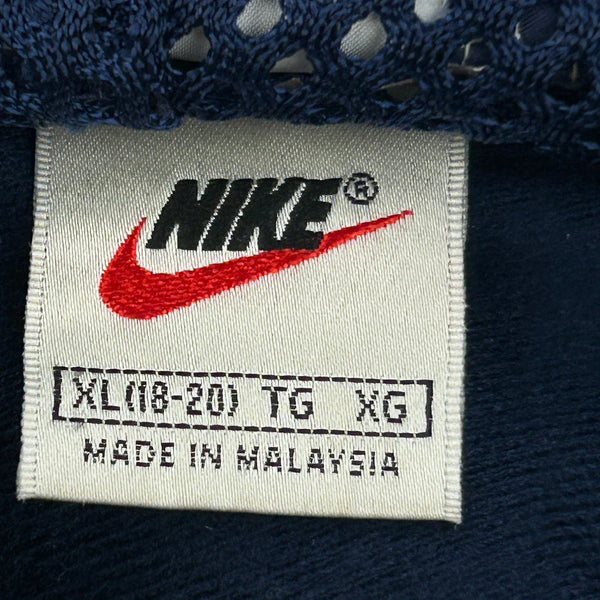 NIKE®
XL(18-20) TG XG
MADE IN MALAYSIA